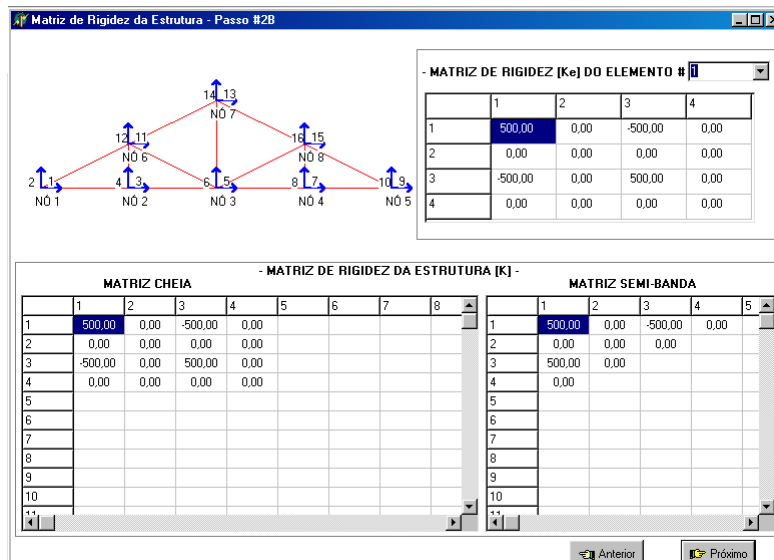 Matriz de Rigidez da Estrutura - Passo #2B
- MATRIZ DE RIGIDEZ [Ke] DO ELEMENTO # 1
1 2 3 4
1 500,00 0,00 -500,00 0,00
2 0,00 0,00 0,00 0,00
3 -500,00 0,00 500,00 0,00
4 0,00 0,00 0,00 0,00
14 13
NÓ 7
12 11
NÓ 6
16 15
NÓ 8
2 1
NÓ 1
4 3
NÓ 2
6 5
NÓ 3
8 7
NÓ 4
10 9
NÓ 5
- MATRIZ DE RIGIDEZ DA ESTRUTURA [K] -
MATRIZ CHEIA
1 2 3 4 5 6 7 8
1 500,00 0,00 -500,00 0,00
2 0,00 0,00 0,00 0,00
3 -500,00 0,00 500,00 0,00
4 0,00 0,00 0,00 0,00
5
6
7
8
9
10
11
MATRIZ SEMI-BANDA
1 2 3 4 5
1 500,00 0,00 -500,00 0,00
2 0,00 0,00 0,00
3 500,00 0,00
4 0,00
5
6
7
8
9
10
11
Anterior
Próximo